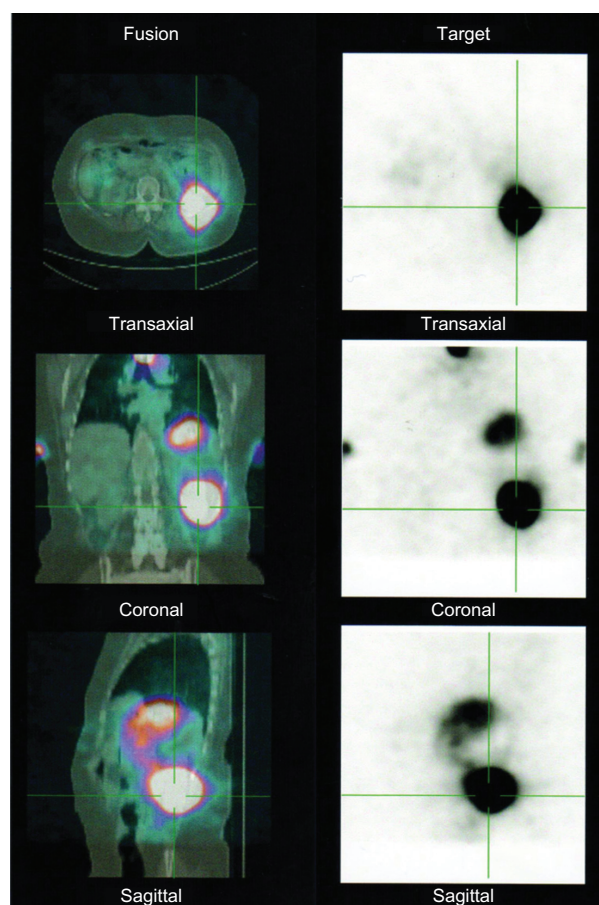 Fusion
Target
Transaxial
Transaxial
Coronal
Coronal
Sagittal
Sagittal